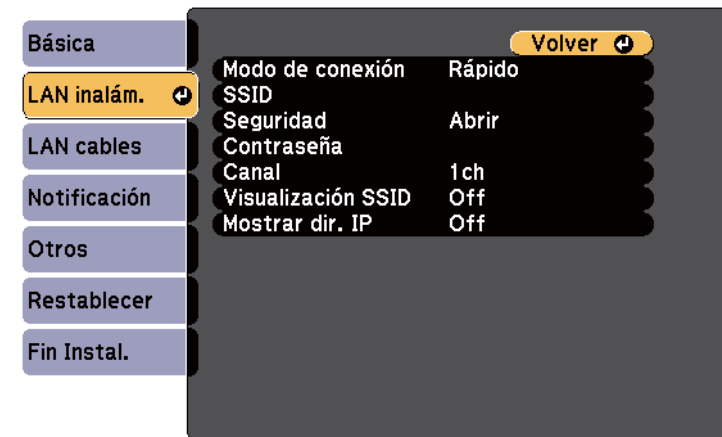 Básica
LAN inalám.
LAN cables
Notificación
Otros
Restablecer
Fin Instal.
Volver
Modo de conexión Rápido
SSID
Seguridad Abrir
Contraseña
Canal 1ch
Visualización SSID Off
Mostrar dir. IP Off